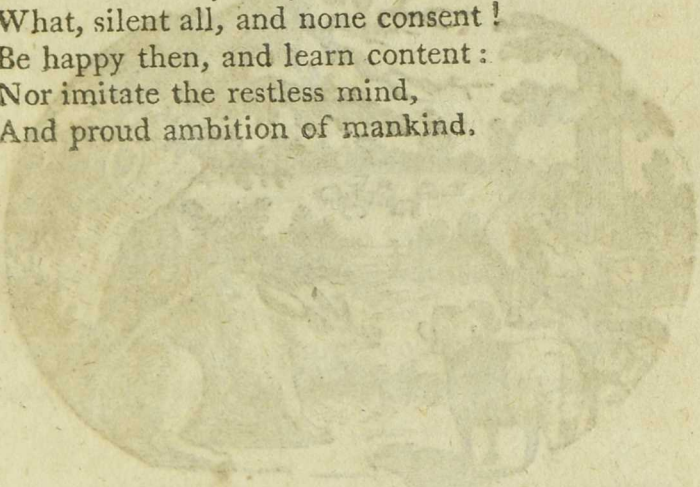 What, silent all, and none consent !
Be happy then, and learn content :
Nor imitate the restless mind,
And proud ambition of mankind.